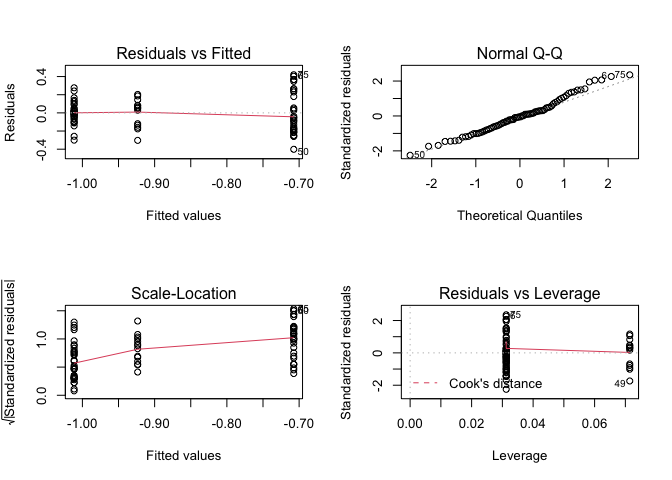 Residuals vs Fitted
Residuals
0.4
0.0
-0.4
50
-1.00
-0.90
-0.80
-0.70
Fitted values
Normal Q-Q
Standardized residuals
2
1
0
-2
50
6
75
-2
-1
0
1
2
Theoretical Quantiles
Scale-Location
√|Standardized residuals|
1.0
0.0
-1.00
-0.90
-0.80
-0.70
Fitted values
Residuals vs Leverage
Standardized residuals
2
0
-2
75
49
Cook's distance
0.00
0.02
0.04
0.06
Leverage